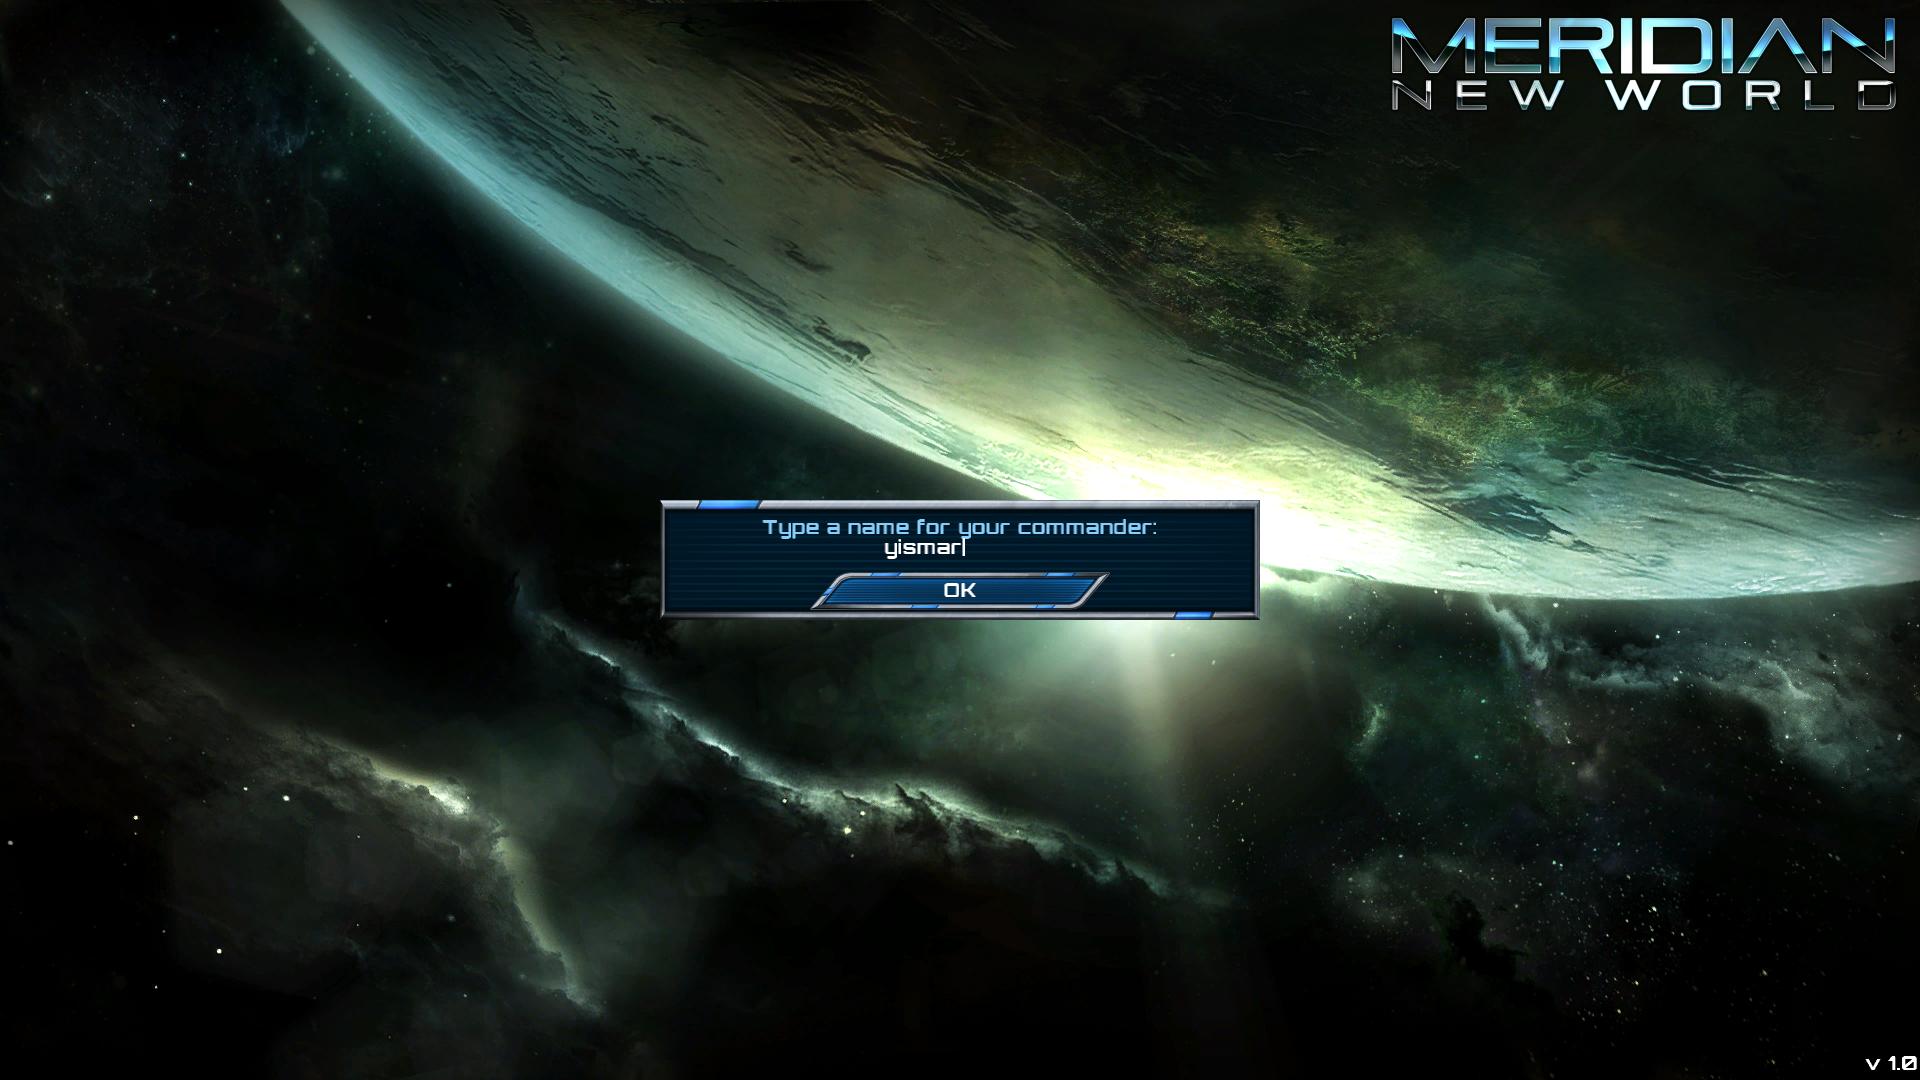 MERIDIAN
NEW WORLD
Type a name for your commander:
yismar
OK
v 1.0